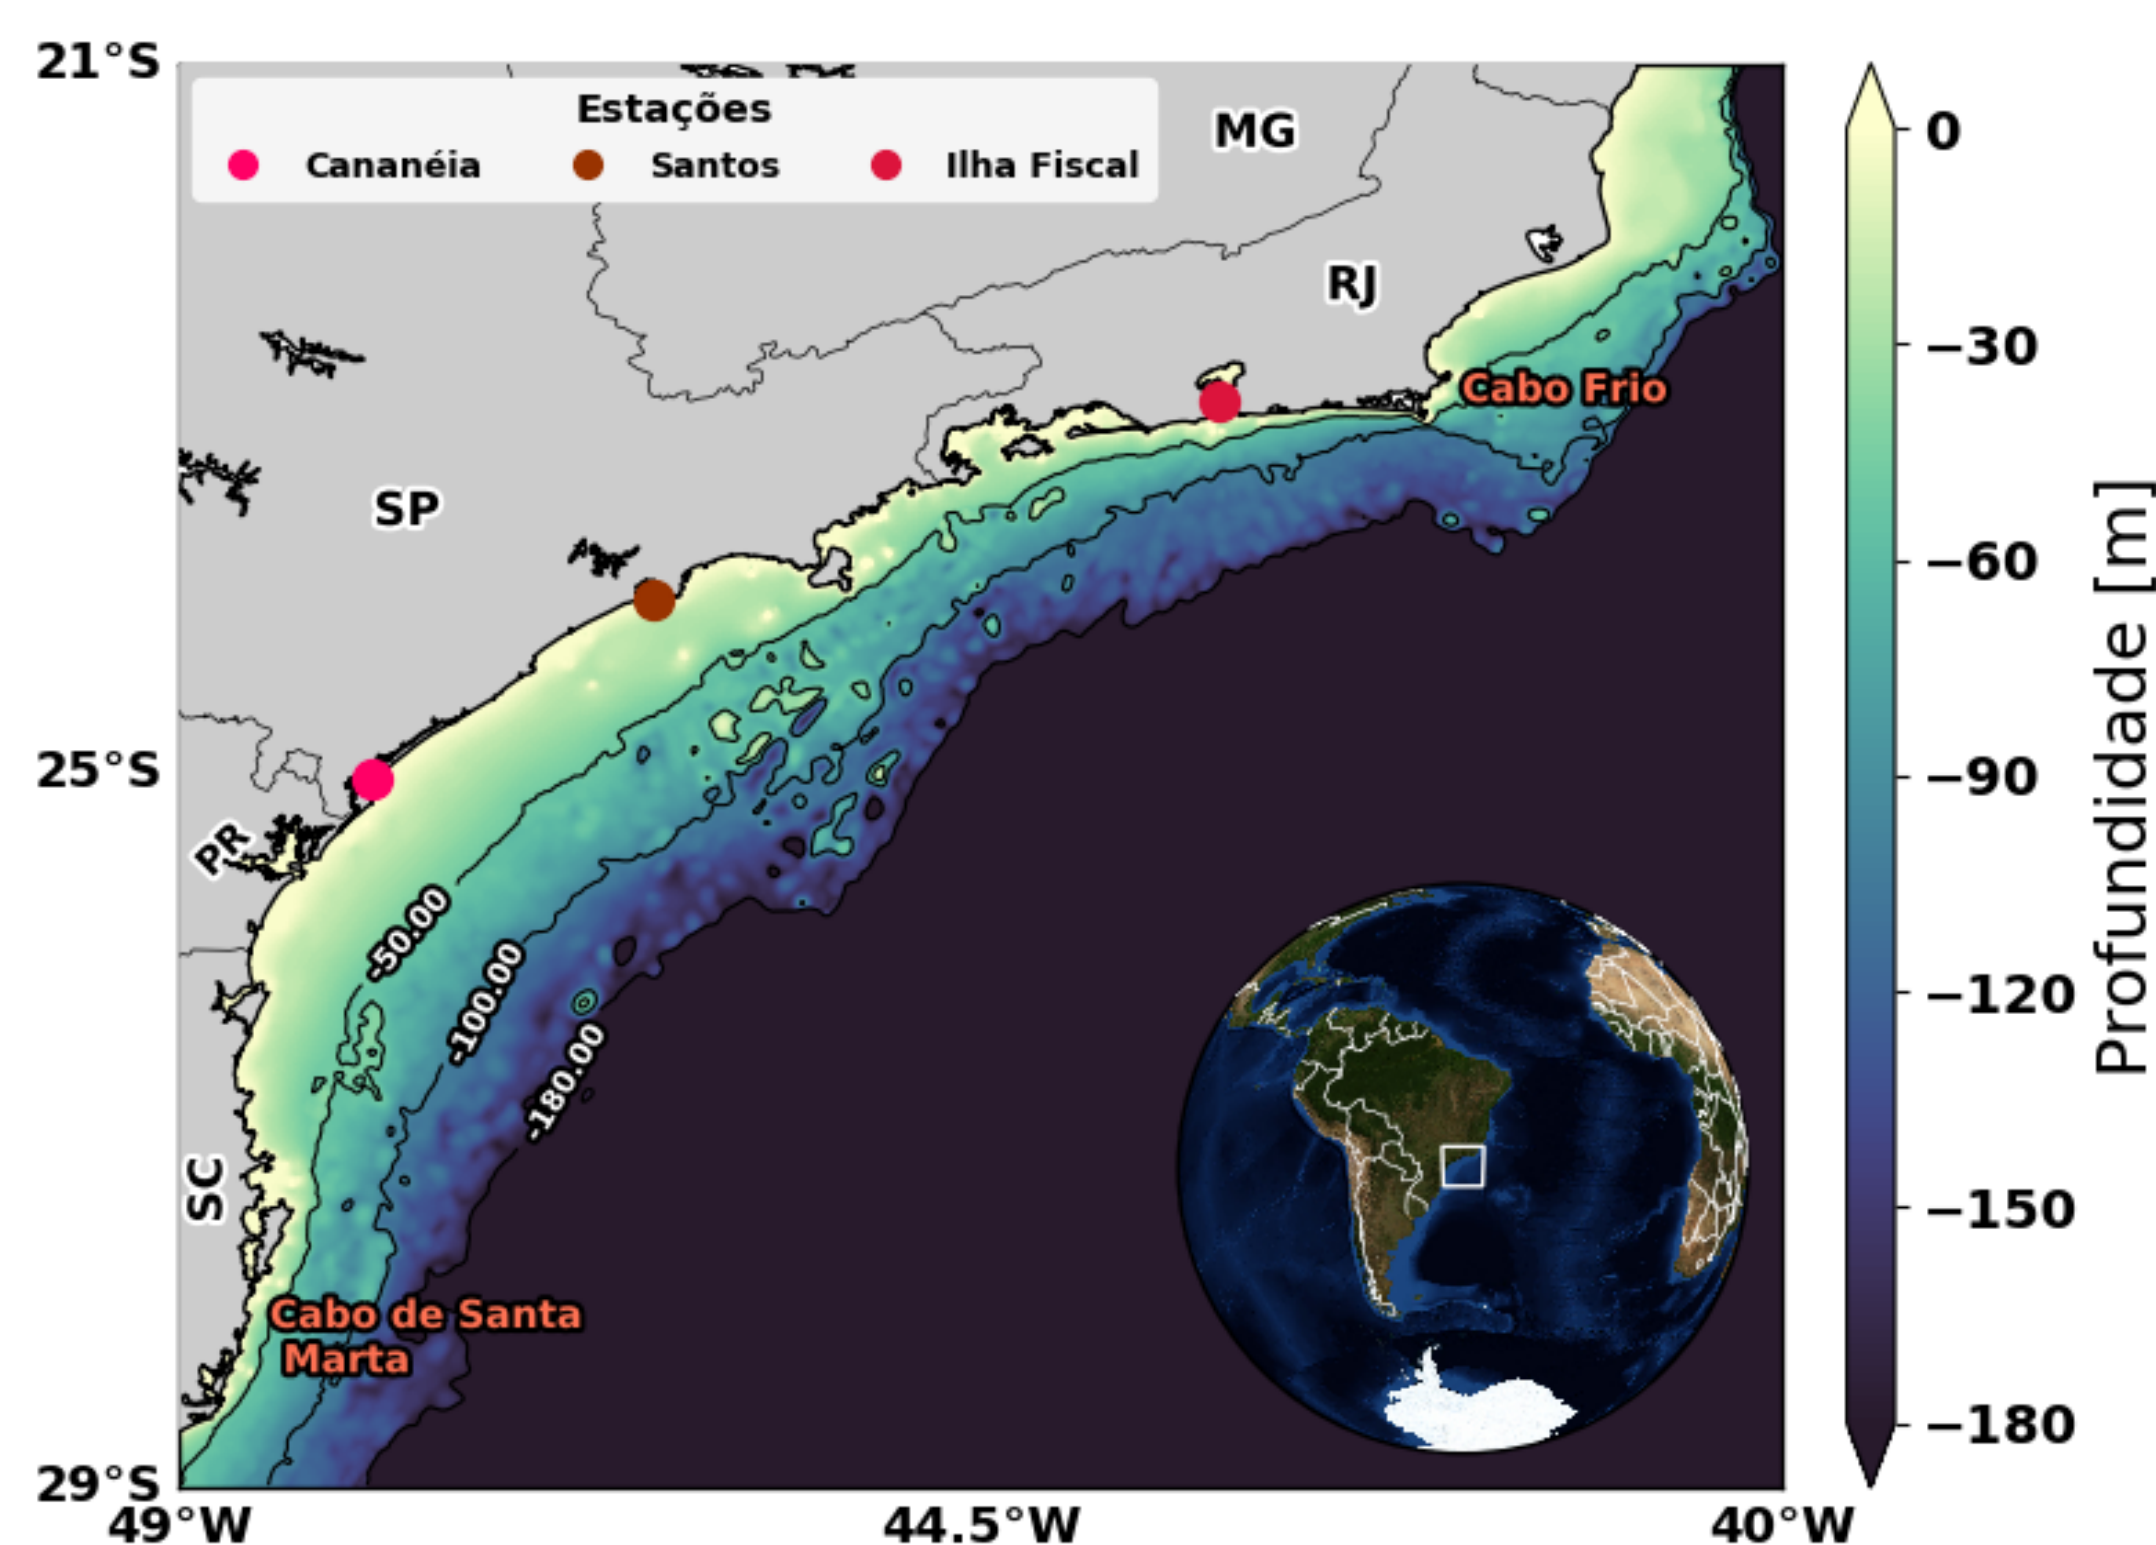 21°S
Estações
Cananéia Santos Ilha Fiscal
MG
RJ
Cabo Frio
SP
25°S
PR
-50.00
-100.00
-180.00
SC
Cabo de Santa
Marta
29°S
49°W 44.5°W 40°W
0
−30
−60
−90
−120
−150
−180
Profundidade [m]